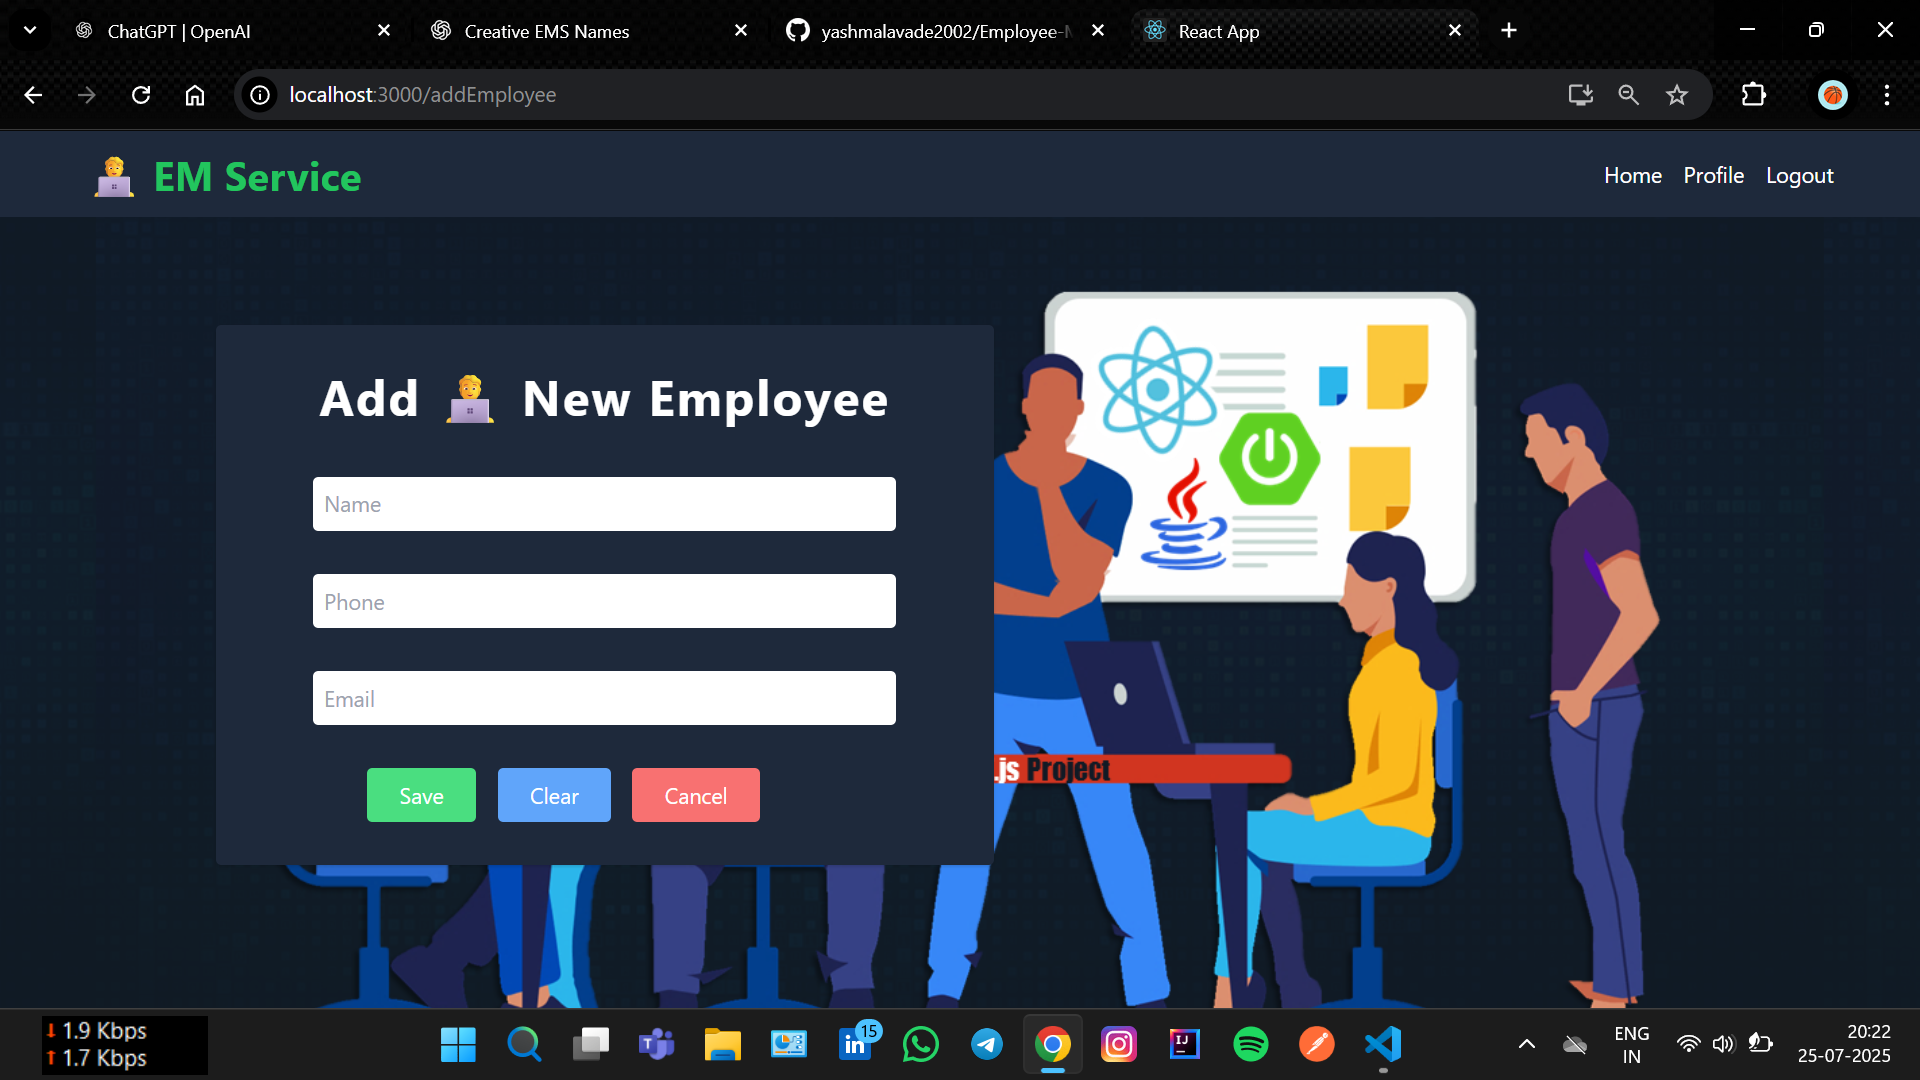 ChatGPT | OpenAI
Creative EMS Names
yashmalavade2002/Employee-M
React App
localhost:3000/addEmployee
EM Service
Home
Profile
Logout
Add New Employee
Name
Phone
Email
Save
Clear
Cancel
.js Project
1.9 Kbps
1.7 Kbps
15
ENG
IN
20:22
25-07-2025